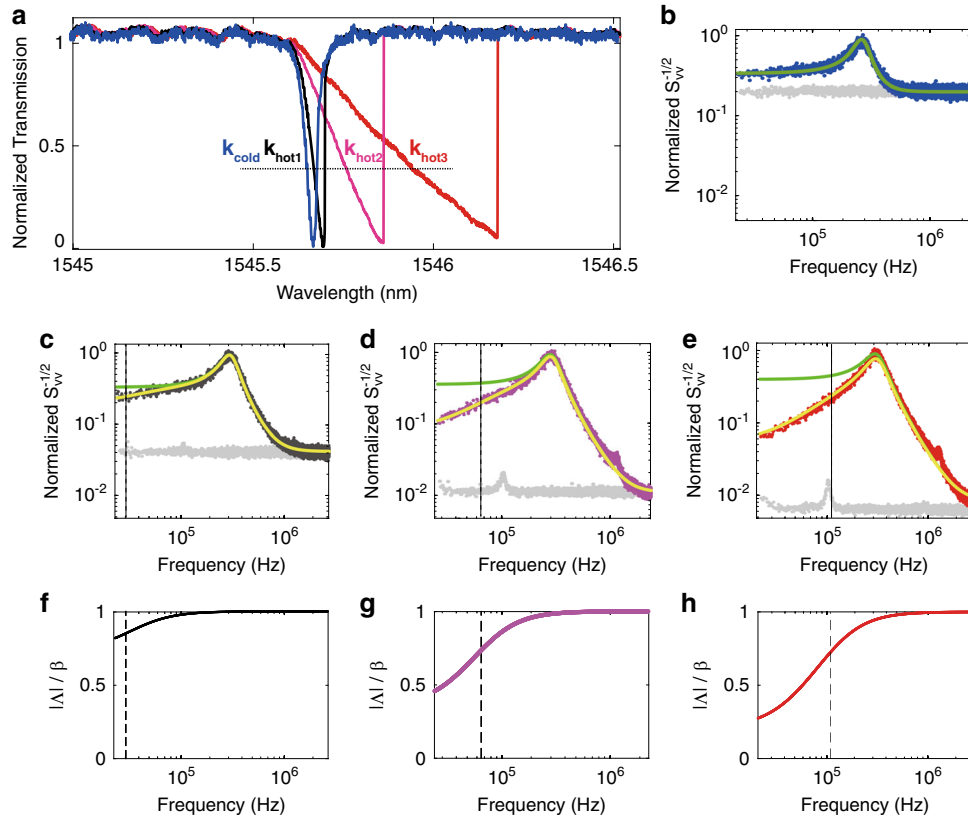 a
Normalized Transmission
1
0.5
0
k_cold k_hot1 k_hot2 k_hot3
1545 1545.5 1546 1546.5
Wavelength (nm)
b
Normalized S_vv^-1/2
10^0
10^-1
10^-2
10^5 10^6
Frequency (Hz)
c
Normalized S_vv^-1/2
10^0
10^-1
10^-2
10^5 10^6
Frequency (Hz)
d
Normalized S_vv^-1/2
10^0
10^-1
10^-2
10^5 10^6
Frequency (Hz)
e
Normalized S_vv^-1/2
10^0
10^-1
10^-2
10^5 10^6
Frequency (Hz)
f
|Λ| / β
1
0.5
0
10^5 10^6
Frequency (Hz)
g
|Λ| / β
1
0.5
0
10^5 10^6
Frequency (Hz)
h
|Λ| / β
1
0.5
0
10^5 10^6
Frequency (Hz)